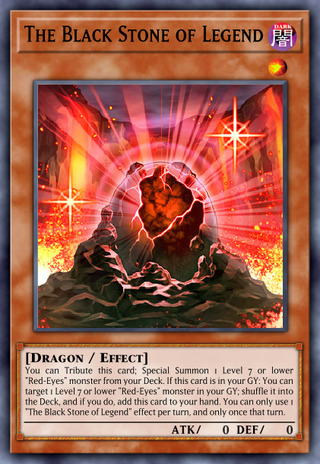 The Black Stone of Legend
DARK
闇
[Dragon / Effect]
You can Tribute this card; Special Summon 1 Level 7 or lower
"Red-Eyes" monster from your Deck. If this card is in your GY: You can
target 1 Level 7 or lower "Red-Eyes" monster in your GY; shuffle it into
the Deck, and if you do, add this card to your hand. You can only use 1
"The Black Stone of Legend" effect per turn, and only once that turn.
ATK/ 0 DEF/ 0